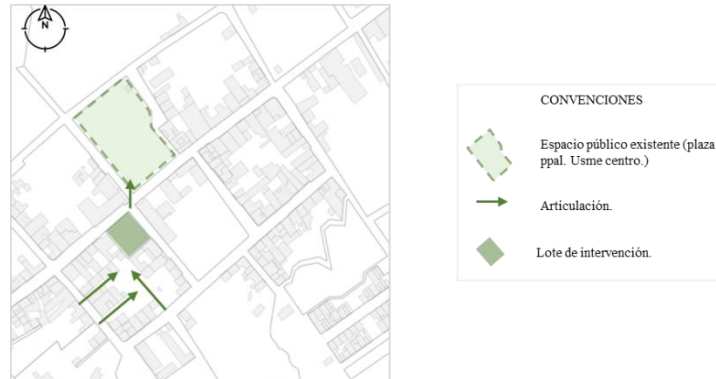 N
CONVENCIONES
Espacio público existente (plaza
ppal. Usme centro.)
Articulación.
Lote de intervención.